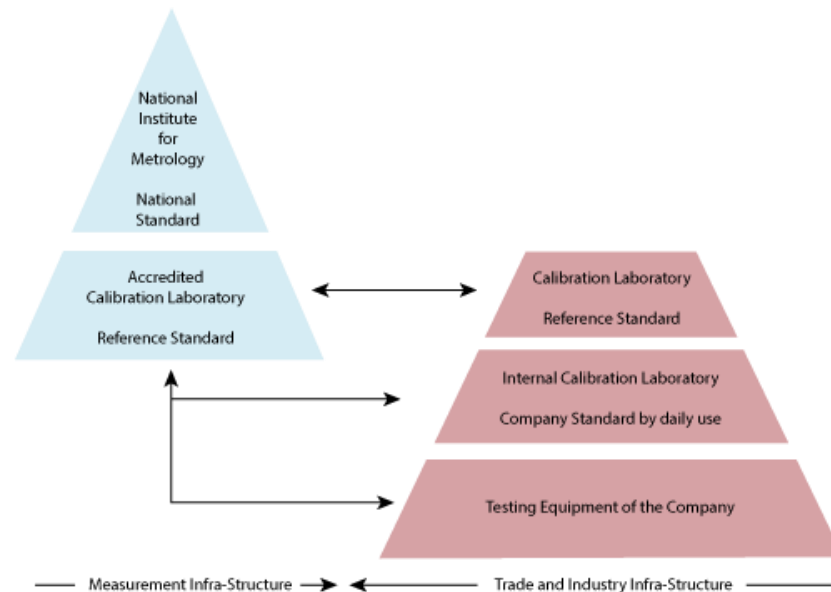 National
Institute
for
Metrology
National
Standard
Accredited
Calibration Laboratory
Reference Standard
Calibration Laboratory
Reference Standard
Internal Calibration Laboratory
Company Standard by daily use
Testing Equipment of the Company
Measurement Infra-Structure
Trade and Industry Infra-Structure